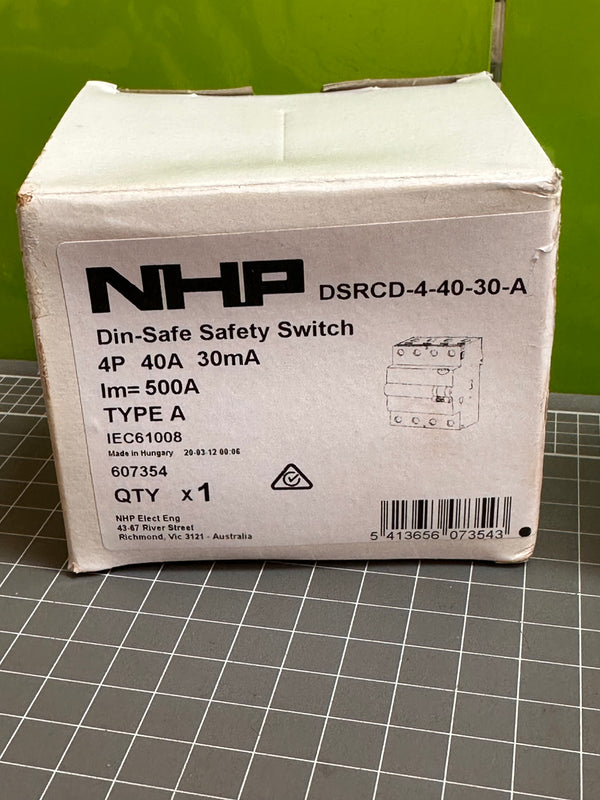 NHP DSRCD-4-40-30-A
Din-Safe Safety Switch
4P 40A 30mA
Im= 500A
TYPE A
IEC61008
Made in Hungary 20-03-12 00:06
607354
QTY x 1
NHP Elect Eng
43-67 River Street
Richmond, Vic 3121 - Australia
5 413656 073543